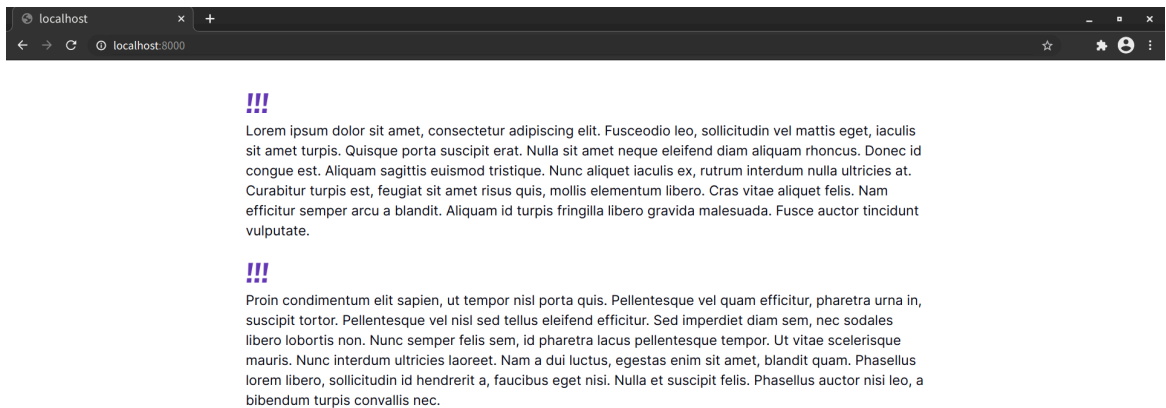 localhost
localhost:8000
!!!
Lorem ipsum dolor sit amet, consectetur adipiscing elit. Fusceodio leo, sollicitudin vel mattis eget, iaculis
sit amet turpis. Quisque porta suscipit erat. Nulla sit amet neque eleifend diam aliquam rhoncus. Donec id
congue est. Aliquam sagittis euismod tristique. Nunc aliquet iaculis ex, rutrum interdum nulla ultricies at.
Curabitur turpis est, feugiat sit amet risus quis, mollis elementum libero. Cras vitae aliquet felis. Nam
efficitur semper arcu a blandit. Aliquam id turpis fringilla libero gravida malesuada. Fusce auctor tincidunt
vulputate.
!!!
Proin condimentum elit sapien, ut tempor nisl porta quis. Pellentesque vel quam efficitur, pharetra urna in,
suscipit tortor. Pellentesque vel nisl sed tellus eleifend efficitur. Sed imperdiet diam sem, nec sodales
libero lobortis non. Nunc semper felis sem, id pharetra lacus pellentesque tempor. Ut vitae scelerisque
mauris. Nunc interdum ultricies laoreet. Nam a dui luctus, egestas enim sit amet, blandit quam. Phasellus
lorem libero, sollicitudin id hendrerit a, faucibus eget nisi. Nulla et suscipit felis. Phasellus auctor nisi leo, a
bibendum turpis convallis nec.